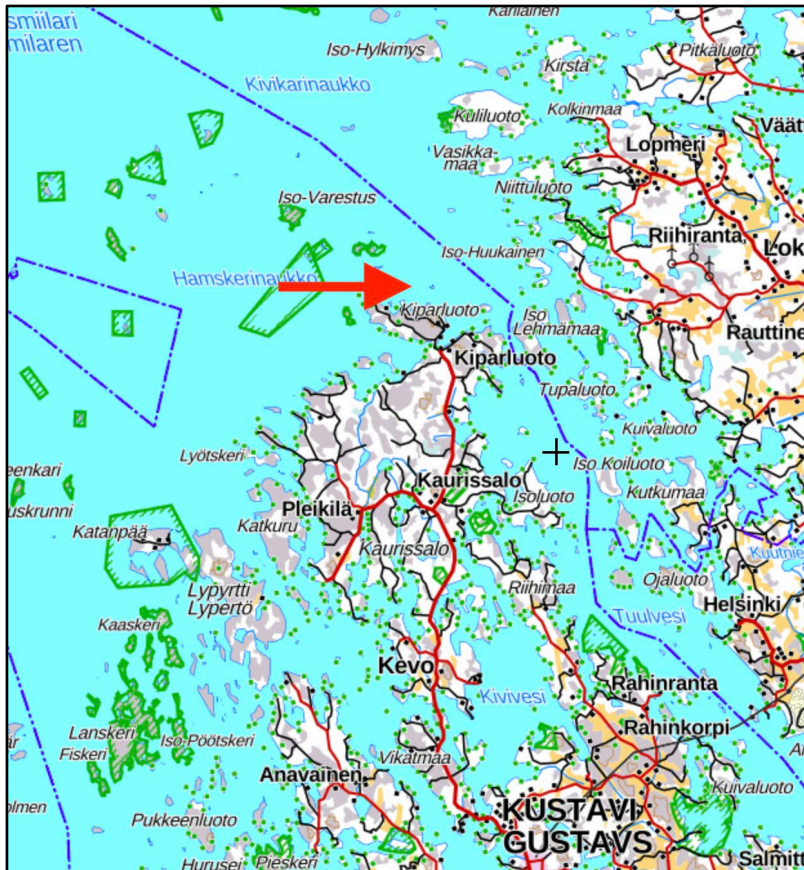 smiilari
milaren
Karilainen
Iso-Hylkimys
Kirsta
Pitkäluoto
Kivikarinaukko
Kuliluoto
Kolkinmaa
Väät
Vasikka-
maa
Lopmeri
Niittuluoto
Iso-Varestus
Riihiranta
Lok
Iso-Huukainen
Hamskerinaukko
Kiparluoto
Iso
Lehmämaa
Rauttine
Kiparluoto
Tupaluoto
Kuivaluoto
Lyötskeri
Iso Koiluoto
eenkari
Kaurissalo
Isoluoto
Kutkumaa
uskrunni
Pleikilä
Katanpää
Katkuru
Kaurissalo
Kuutnie
Riihimaa
Ojaluoto
Lypyrtti
Lypertö
Tuulvesi
Helsinki
Kaaskeri
Kevo
Rahinranta
Kivivesi
Lanskeri
Fiskeri
Iso-Pöötskeri
Rahinkorpi
Vikatmaa
Anavainen
Kuivaluoto
olmen
Pukkeenluoto
KUSTAVI
GUSTAVS
Hurusei
Pieskeri
Salmitt